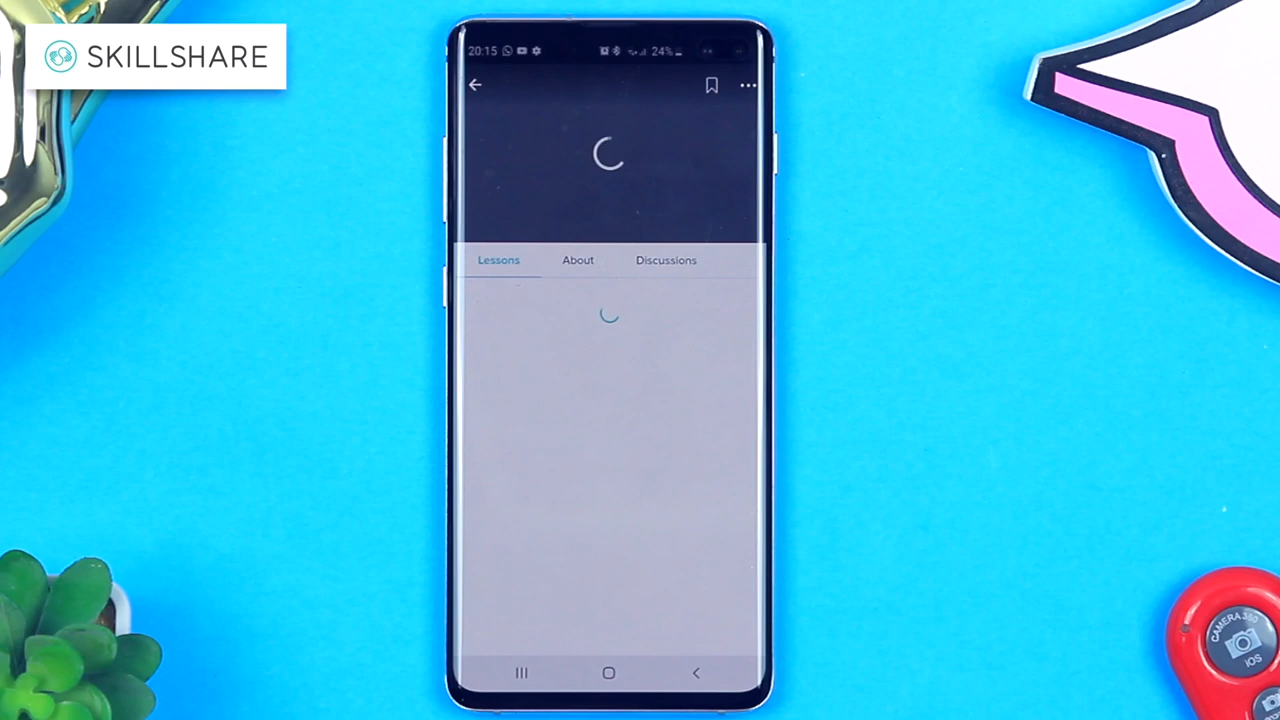 SKILLSHARE
20:15
24%
Lessons About Discussions
CAMERA360
iOS